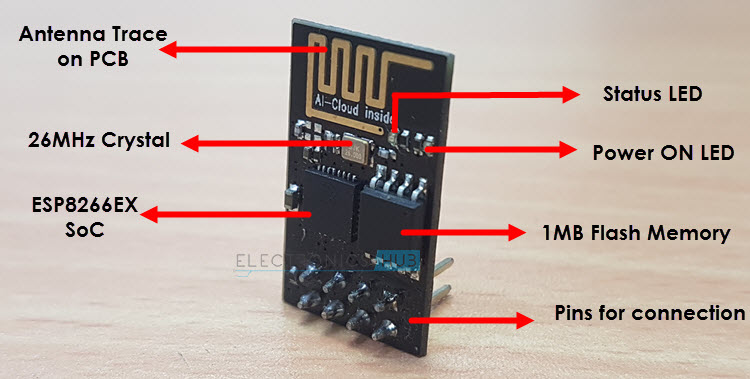 Antenna Trace
on PCB
AI-Cloud inside
Status LED
26MHz Crystal
Power ON LED
ESP8266EX
SoC
1MB Flash Memory
ELECTRONICS HUB
Pins for connection